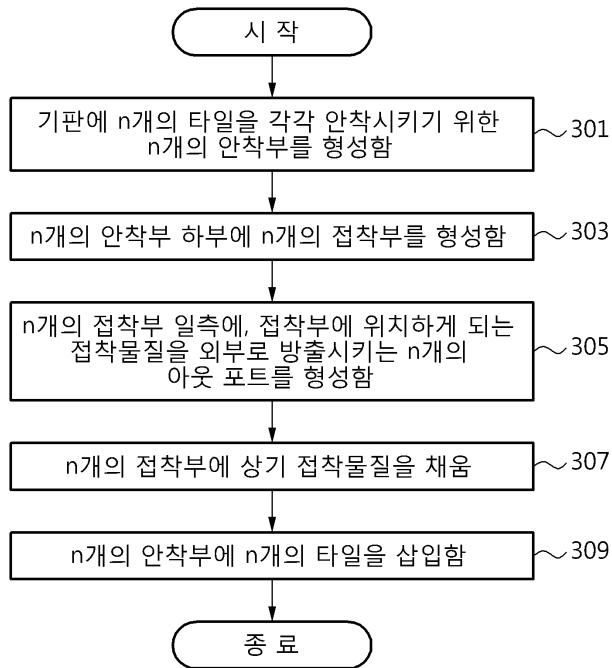 시 작
기판에 n개의 타일을 각각 안착시키기 위한
n개의 안착부를 형성함
301
n개의 안착부 하부에 n개의 접착부를 형성함
303
n개의 접착부 일측에, 접착부에 위치하게 되는
접착물질을 외부로 방출시키는 n개의
아웃 포트를 형성함
305
n개의 접착부에 상기 접착물질을 채움
307
n개의 안착부에 n개의 타일을 삽입함
309
종 료